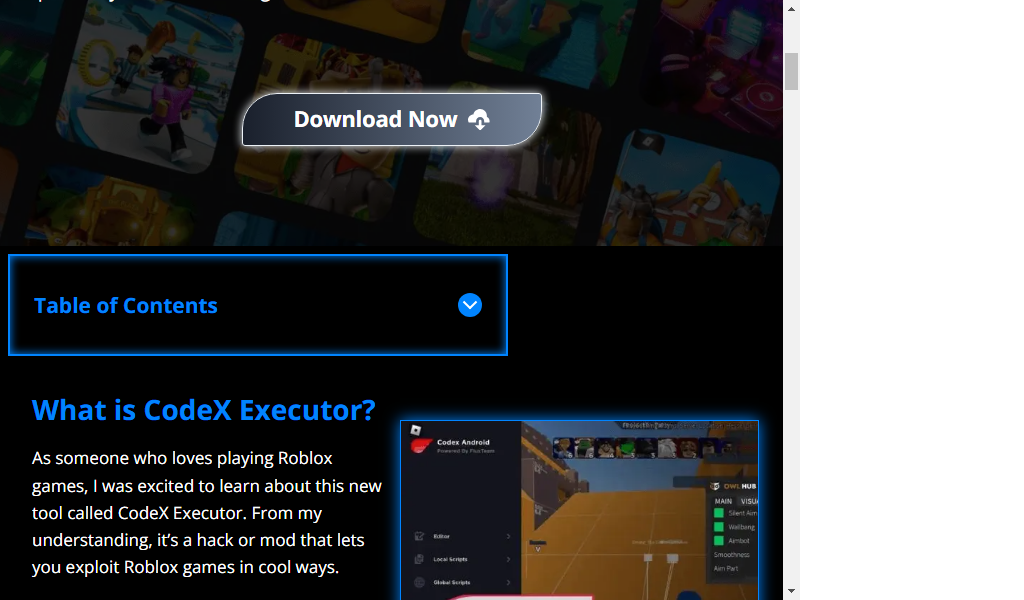 Download Now
Table of Contents
What is CodeX Executor?
As someone who loves playing Roblox
games, I was excited to learn about this new
tool called CodeX Executor. From my
understanding, it's a hack or mod that lets
you exploit Roblox games in cool ways.
Codex Android
Powered By FluxTeam
Editor
Local Scripts
Global Scripts
OWL HUB
MAIN VISU
Silent Aim
Wallbang
Aimbot
Smoothness
Aim Part